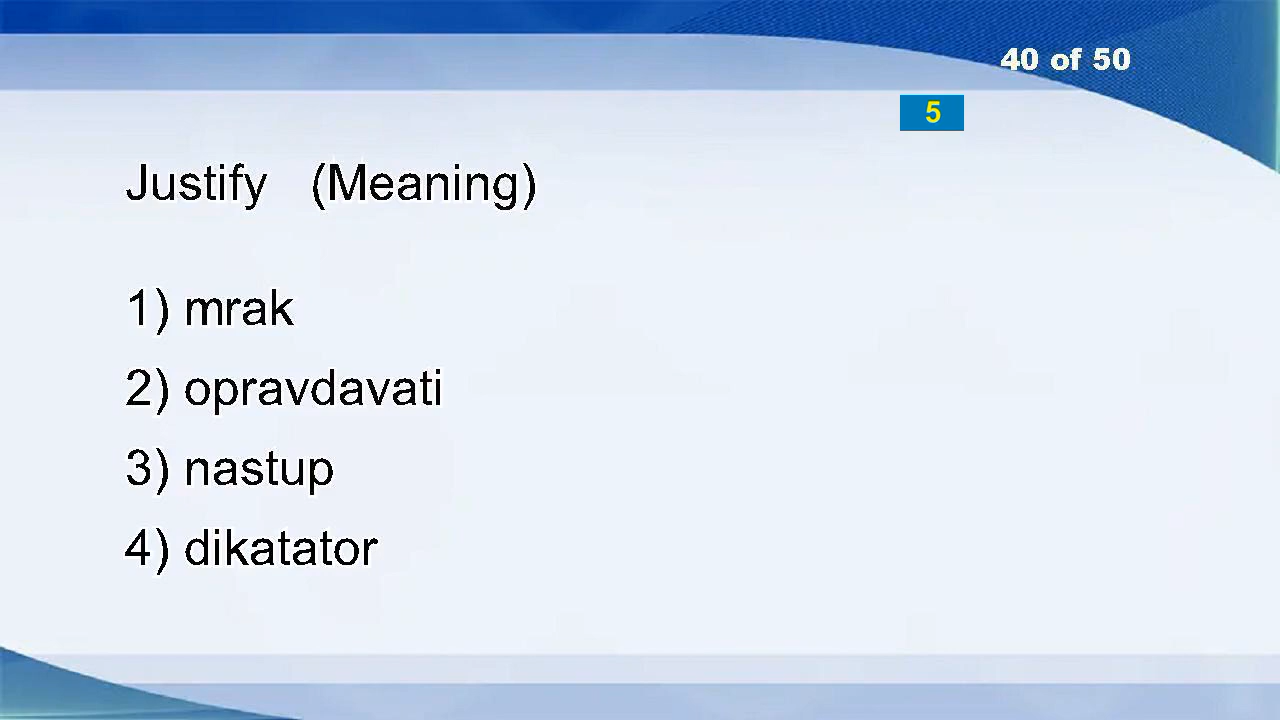 40 of 50
5
Justify (Meaning)
1) mrak
2) opravdavati
3) nastup
4) dikatator